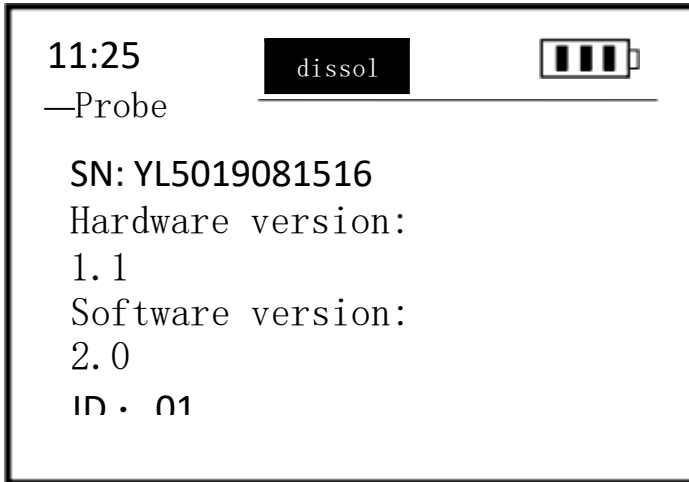 11:25
dissol
—Probe
SN: YL5019081516
Hardware version:
1.1
Software version:
2.0
ID: 01